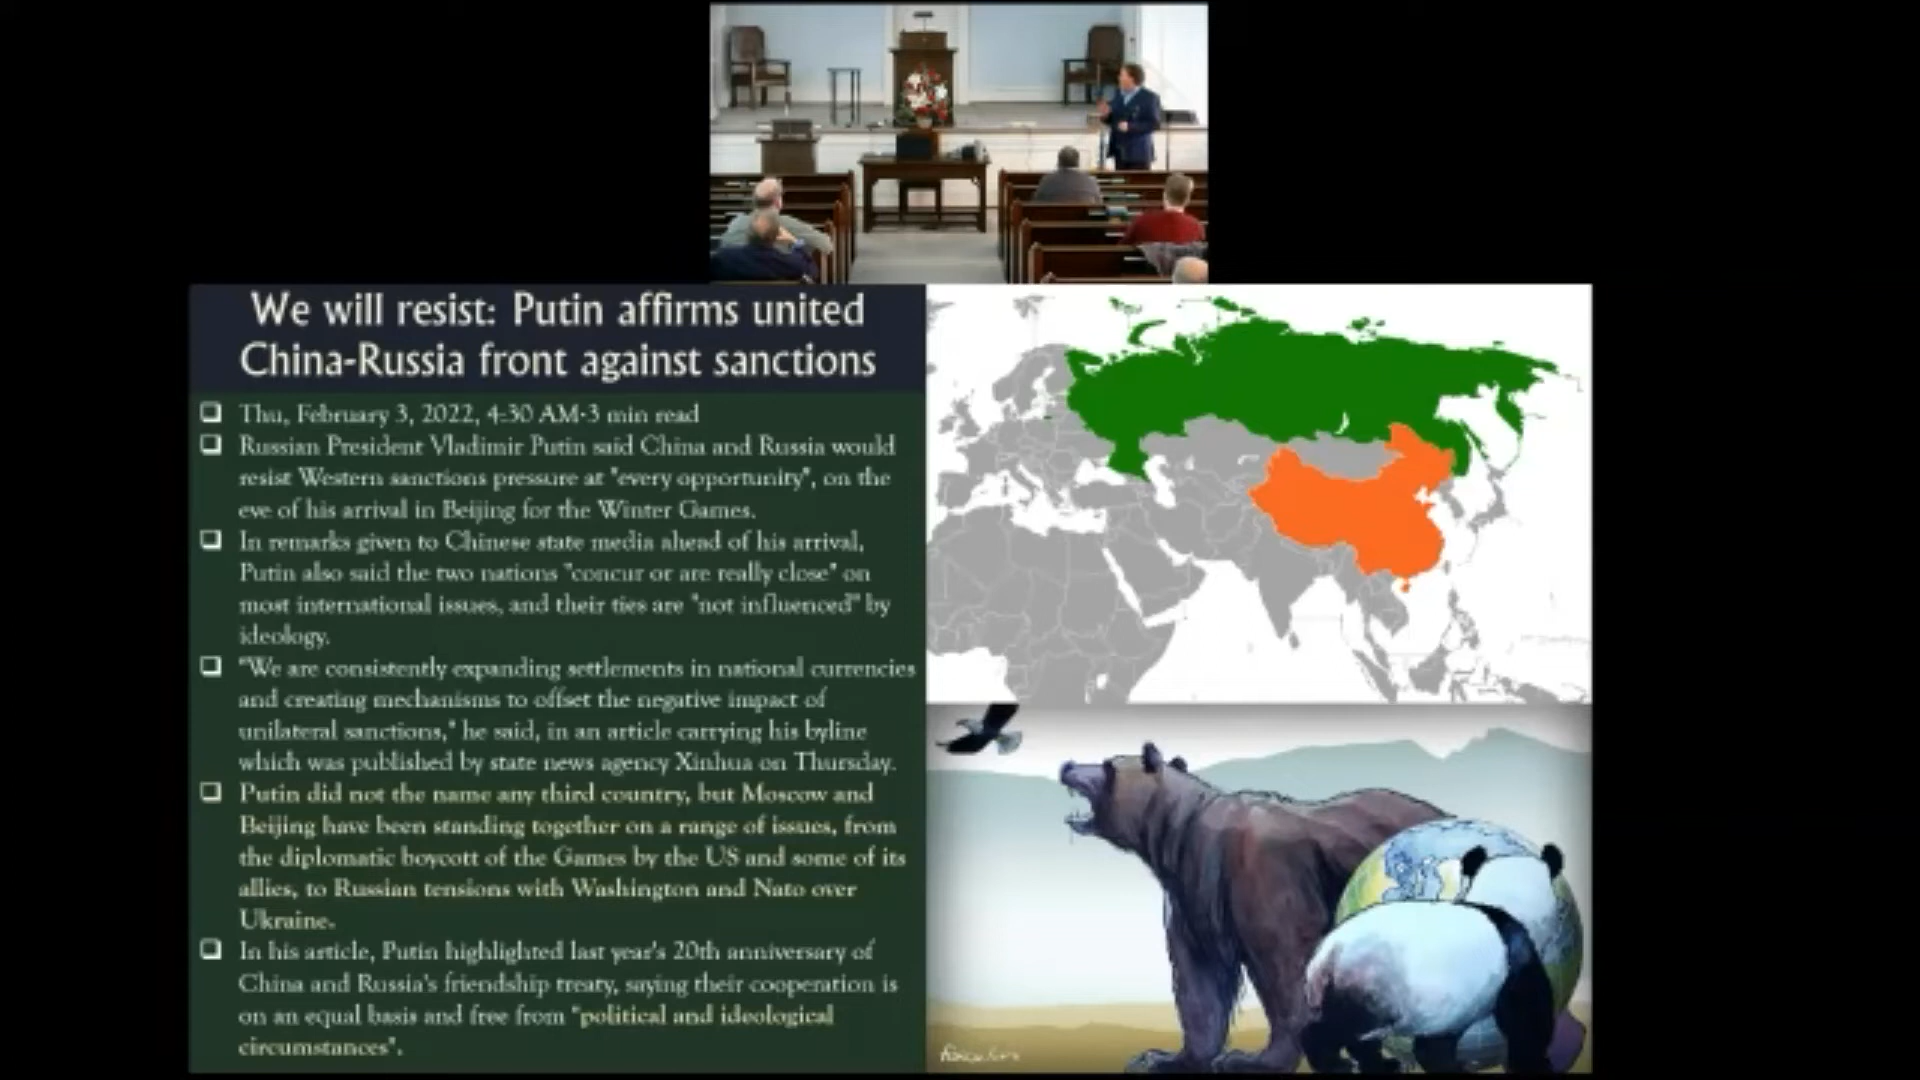 We will resist: Putin affirms united
China-Russia front against sanctions
❑ Thu, February 3, 2022, 4:30 AM·3 min read
❑ Russian President Vladimir Putin said China and Russia would
resist Western sanctions pressure at "every opportunity", on the
eve of his arrival in Beijing for the Winter Games.
❑ In remarks given to Chinese state media ahead of his arrival,
Putin also said the two nations "concur or are really close" on
most international issues, and their ties are "not influenced" by
ideology.
❑ "We are consistently expanding settlements in national currencies
and creating mechanisms to offset the negative impact of
unilateral sanctions," he said, in an article carrying his byline
which was published by state news agency Xinhua on Thursday.
❑ Putin did not the name any third country, but Moscow and
Beijing have been standing together on a range of issues, from
the diplomatic boycott of the Games by the US and some of its
allies, to Russian tensions with Washington and Nato over
Ukraine.
❑ In his article, Putin highlighted last year's 20th anniversary of
China and Russia's friendship treaty, saying their cooperation is
on an equal basis and free from "political and ideological
circumstances".